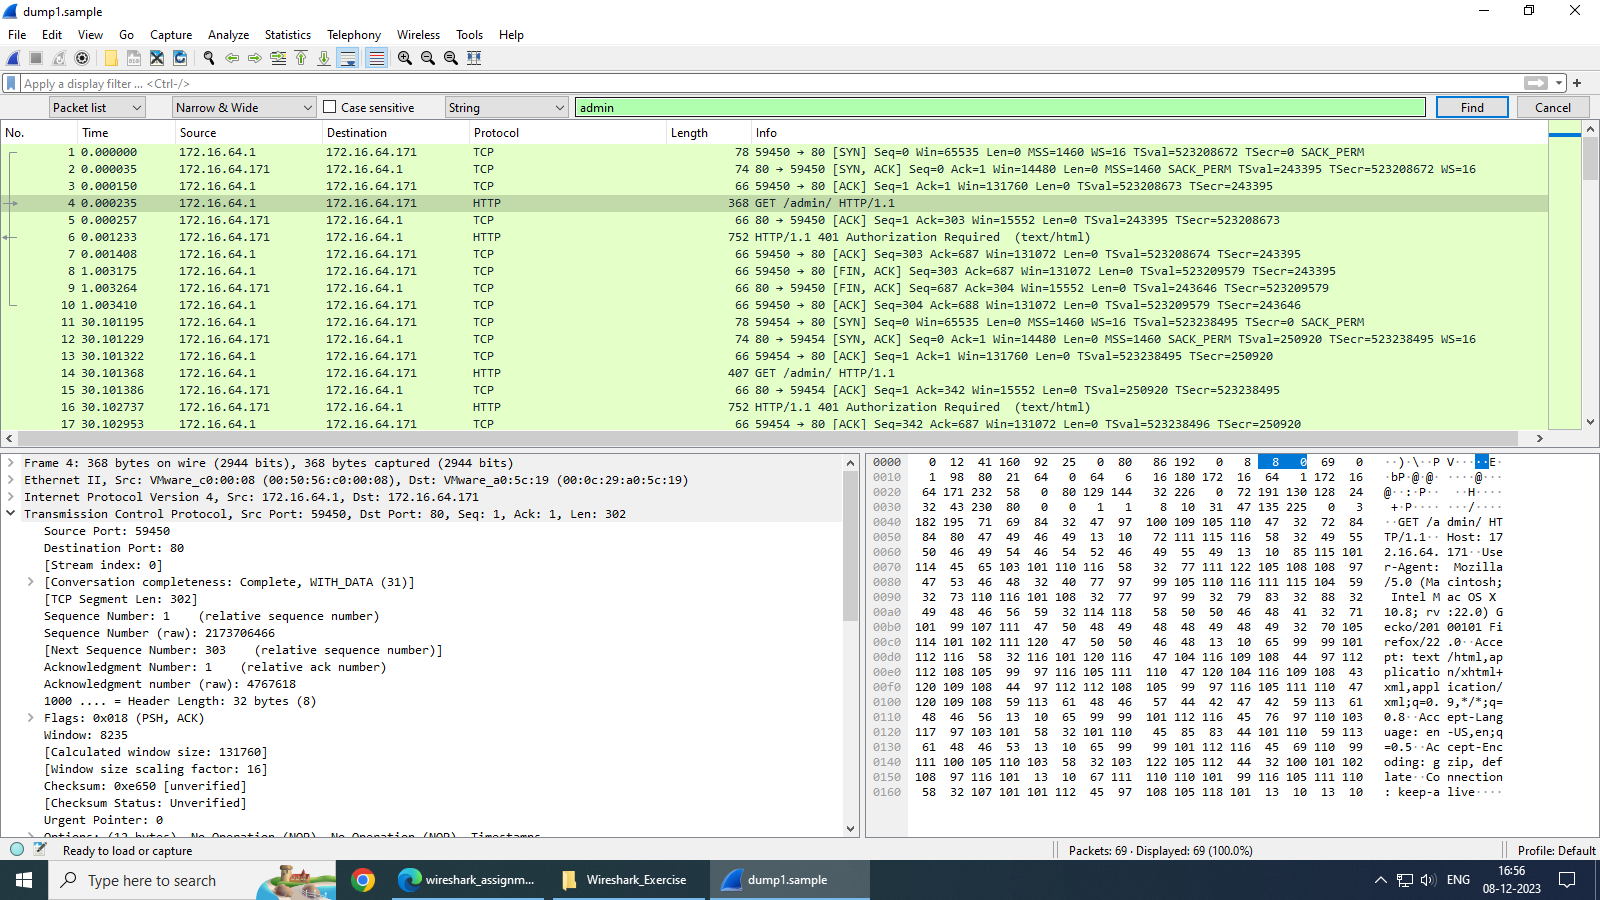 dump1.sample
File Edit View Go Capture Analyze Statistics Telephony Wireless Tools Help
Apply a display filter ... <Ctrl-/>
Packet list Narrow & Wide Case sensitive String admin Find Cancel
No. Time Source Destination Protocol Length Info
1 0.000000 172.16.64.1 172.16.64.171 TCP 78 59450 → 80 [SYN] Seq=0 Win=65535 Len=0 MSS=1460 WS=16 TSval=523208672 TSecr=0 SACK_PERM
2 0.000035 172.16.64.171 172.16.64.1 TCP 74 80 → 59450 [SYN, ACK] Seq=0 Ack=1 Win=14480 Len=0 MSS=1460 SACK_PERM TSval=243395 TSecr=523208672 WS=16
3 0.000150 172.16.64.1 172.16.64.171 TCP 66 59450 → 80 [ACK] Seq=1 Ack=1 Win=131760 Len=0 TSval=523208673 TSecr=243395
4 0.000235 172.16.64.1 172.16.64.171 HTTP 368 GET /admin/ HTTP/1.1
5 0.000257 172.16.64.171 172.16.64.1 TCP 66 80 → 59450 [ACK] Seq=1 Ack=303 Win=15552 Len=0 TSval=243395 TSecr=523208673
6 0.001233 172.16.64.171 172.16.64.1 HTTP 752 HTTP/1.1 401 Authorization Required (text/html)
7 0.001408 172.16.64.1 172.16.64.171 TCP 66 59450 → 80 [ACK] Seq=303 Ack=687 Win=131072 Len=0 TSval=523208674 TSecr=243395
8 1.003175 172.16.64.1 172.16.64.171 TCP 66 59450 → 80 [FIN, ACK] Seq=303 Ack=687 Win=131072 Len=0 TSval=523209579 TSecr=243395
9 1.003264 172.16.64.171 172.16.64.1 TCP 66 80 → 59450 [FIN, ACK] Seq=687 Ack=304 Win=15552 Len=0 TSval=243646 TSecr=523209579
10 1.003410 172.16.64.1 172.16.64.171 TCP 66 59450 → 80 [ACK] Seq=304 Ack=688 Win=131072 Len=0 TSval=523209579 TSecr=243646
11 30.101195 172.16.64.1 172.16.64.171 TCP 78 59454 → 80 [SYN] Seq=0 Win=65535 Len=0 MSS=1460 WS=16 TSval=523238495 TSecr=0 SACK_PERM
12 30.101229 172.16.64.171 172.16.64.1 TCP 74 80 → 59454 [SYN, ACK] Seq=0 Ack=1 Win=14480 Len=0 MSS=1460 SACK_PERM TSval=250920 TSecr=523238495 WS=16
13 30.101322 172.16.64.1 172.16.64.171 TCP 66 59454 → 80 [ACK] Seq=1 Ack=1 Win=131760 Len=0 TSval=523238495 TSecr=250920
14 30.101368 172.16.64.1 172.16.64.171 HTTP 407 GET /admin/ HTTP/1.1
15 30.101386 172.16.64.171 172.16.64.1 TCP 66 80 → 59454 [ACK] Seq=1 Ack=342 Win=15552 Len=0 TSval=250920 TSecr=523238495
16 30.102737 172.16.64.171 172.16.64.1 HTTP 752 HTTP/1.1 401 Authorization Required (text/html)
17 30.102953 172.16.64.1 172.16.64.171 TCP 66 59454 → 80 [ACK] Seq=342 Ack=687 Win=131072 Len=0 TSval=523238496 TSecr=250920
Frame 4: 368 bytes on wire (2944 bits), 368 bytes captured (2944 bits)
Ethernet II, Src: VMware_c0:00:08 (00:50:56:c0:00:08), Dst: VMware_a0:5c:19 (00:0c:29:a0:5c:19)
Internet Protocol Version 4, Src: 172.16.64.1, Dst: 172.16.64.171
Transmission Control Protocol, Src Port: 59450, Dst Port: 80, Seq: 1, Ack: 1, Len: 302
Source Port: 59450
Destination Port: 80
[Stream index: 0]
[Conversation completeness: Complete, WITH_DATA (31)]
[TCP Segment Len: 302]
Sequence Number: 1 (relative sequence number)
Sequence Number (raw): 2173706466
[Next Sequence Number: 303 (relative sequence number)]
Acknowledgment Number: 1 (relative ack number)
Acknowledgment number (raw): 4767618
1000 .... = Header Length: 32 bytes (8)
Flags: 0x018 (PSH, ACK)
Window: 8235
[Calculated window size: 131760]
[Window size scaling factor: 16]
Checksum: 0xe650 [unverified]
[Checksum Status: Unverified]
Urgent Pointer: 0
Options: (12 bytes), No-Operation (NOP), No-Operation (NOP), Timestamps
0000 0 12 41 160 92 25 0 80 86 192 0 8 8 0 69 0 ··)·\··P V·····E·
0010 1 98 80 21 64 0 64 6 16 180 172 16 64 1 172 16 ·bP·@·@· ····@···
0020 64 171 232 58 0 80 129 144 32 226 0 72 191 130 128 24 @··:·P·· ··H·····
0030 32 43 230 80 0 0 1 1 8 10 31 47 135 225 0 3 +·P···· ···/····
0040 182 195 71 69 84 32 47 97 100 109 105 110 47 32 72 84 ··GET /a dmin/ HT
0050 84 80 47 49 46 49 13 10 72 111 115 116 58 32 49 55 TP/1.1·· Host: 17
0060 50 46 49 54 46 54 52 46 49 55 49 13 10 85 115 101 2.16.64. 171··Use
0070 114 45 65 103 101 110 116 58 32 77 111 122 105 108 108 97 r-Agent: Mozilla
0080 47 53 46 48 32 40 77 97 99 105 110 116 111 115 104 59 /5.0 (Ma cintosh;
0090 32 73 110 116 101 108 32 77 97 99 32 79 83 32 88 32 Intel M ac OS X
00a0 49 48 46 56 59 32 114 118 58 50 50 46 48 41 32 71 10.8; rv :22.0) G
00b0 101 99 107 111 47 50 48 49 48 48 49 48 49 32 70 105 ecko/201 00101 Fi
00c0 114 101 102 111 120 47 50 50 46 48 13 10 65 99 99 101 refox/22 .0··Acce
00d0 112 116 58 32 116 101 120 116 47 104 116 109 108 44 97 112 pt: text /html,ap
00e0 112 108 105 99 97 116 105 111 110 47 120 104 116 109 108 43 plicatio n/xhtml+
00f0 120 109 108 44 97 112 112 108 105 99 97 116 105 111 110 47 xml,appl ication/
0100 120 109 108 59 113 61 48 46 57 44 42 47 42 59 113 61 xml;q=0. 9,*/*;q=
0110 48 46 56 13 10 65 99 99 101 112 116 45 76 97 110 103 0.8··Acc ept-Lang
0120 117 97 103 101 58 32 101 110 45 85 83 44 101 110 59 113 uage: en -US,en;q
0130 61 48 46 53 13 10 65 99 99 101 112 116 45 69 110 99 =0.5··Ac cept-Enc
0140 111 100 105 110 103 58 32 103 122 105 112 44 32 100 101 102 oding: g zip, def
0150 108 97 116 101 13 10 67 111 110 110 101 99 116 105 111 110 late··Co nnection
0160 58 32 107 101 101 112 45 97 108 105 118 101 13 10 13 10 : keep-a live····
Ready to load or capture Packets: 69 · Displayed: 69 (100.0%) Profile: Default
Type here to search wireshark_assignm... Wireshark_Exercise dump1.sample ENG 16:56
08-12-2023